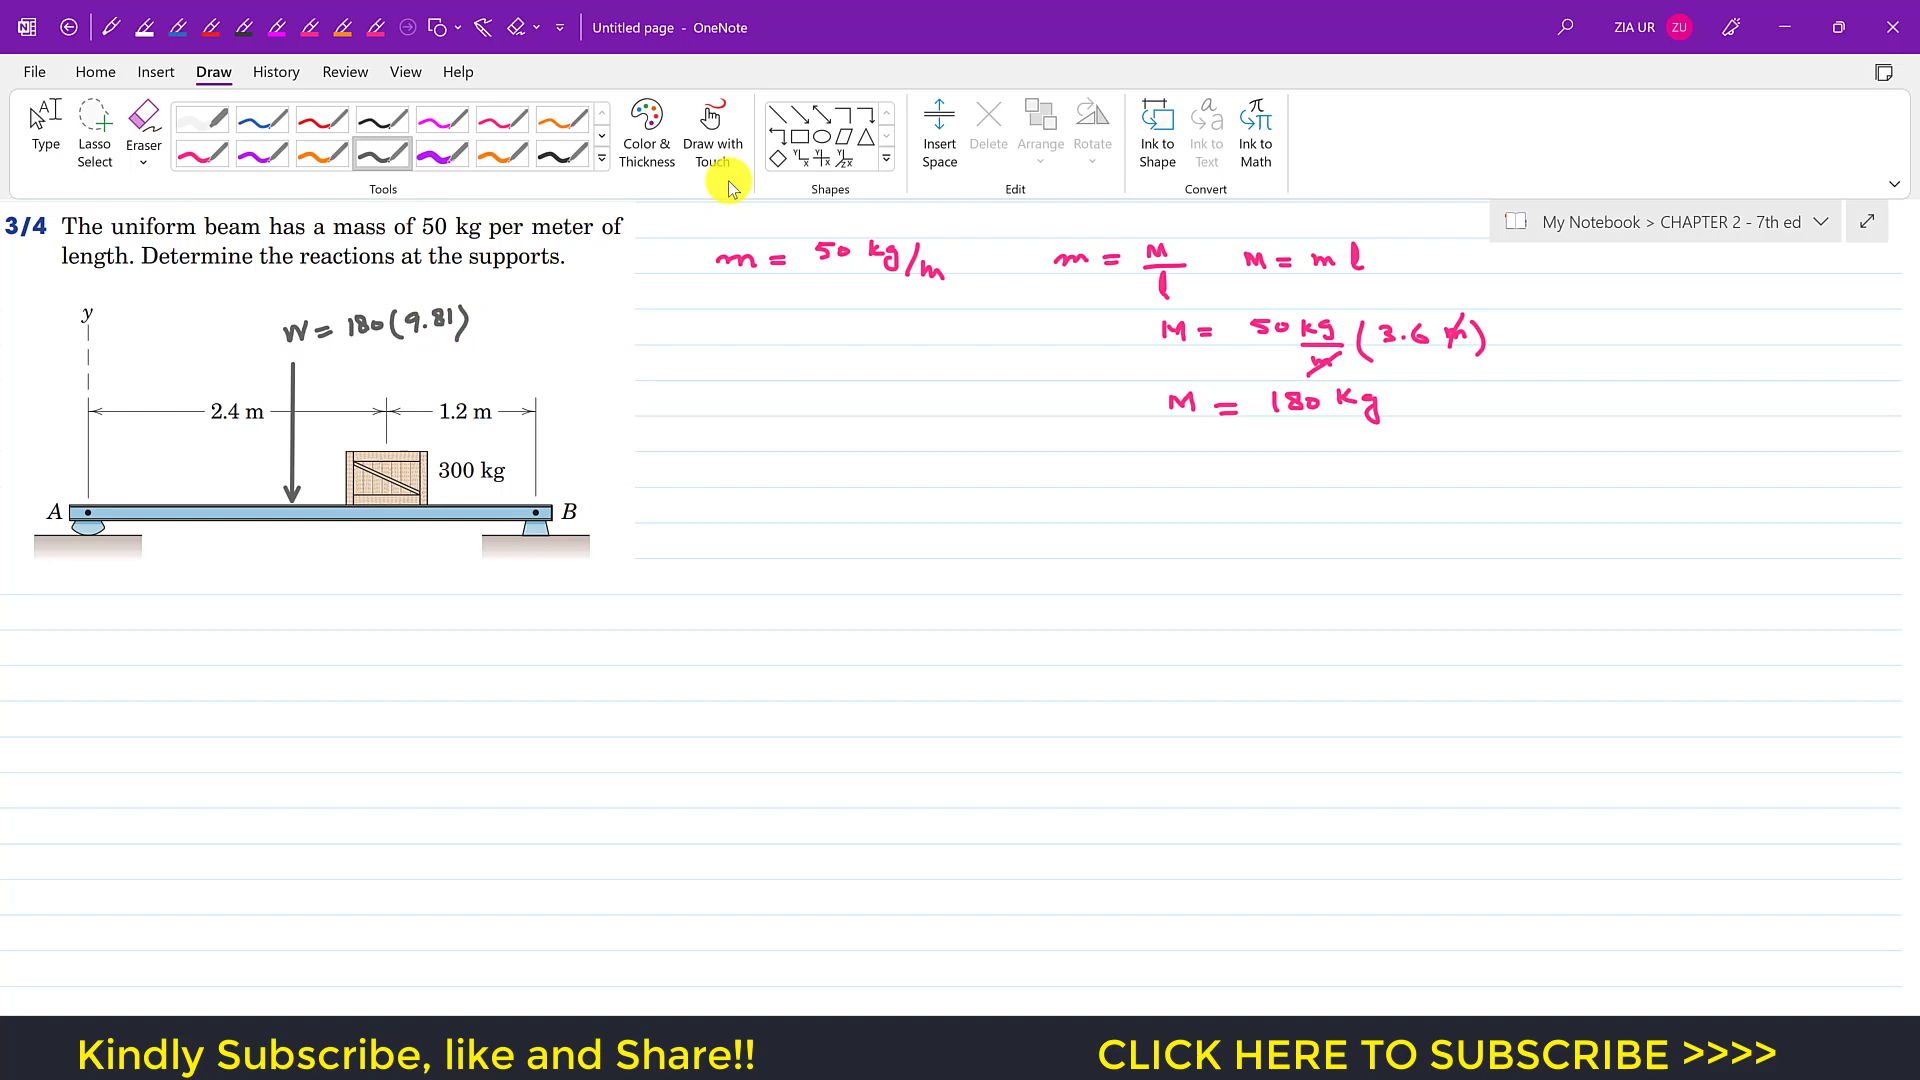 Untitled page - OneNote
ZIA UR ZU
File Home Insert Draw History Review View Help
Type
Lasso Select
Eraser
Color & Thickness
Draw with Touch
Insert Space
Delete
Arrange
Rotate
Ink to Shape
Ink to Text
Ink to Math
Tools
Shapes
Edit
Convert
My Notebook > CHAPTER 2 - 7th ed
3/4 The uniform beam has a mass of 50 kg per meter of
length. Determine the reactions at the supports.
m = 50 kg/m
m = M/l
M = m l
M = 50 kg/m (3.6 m)
M = 180 Kg
y
W = 180(9.81)
2.4 m
1.2 m
300 kg
A
B
Kindly Subscribe, like and Share!!
CLICK HERE TO SUBSCRIBE >>>>